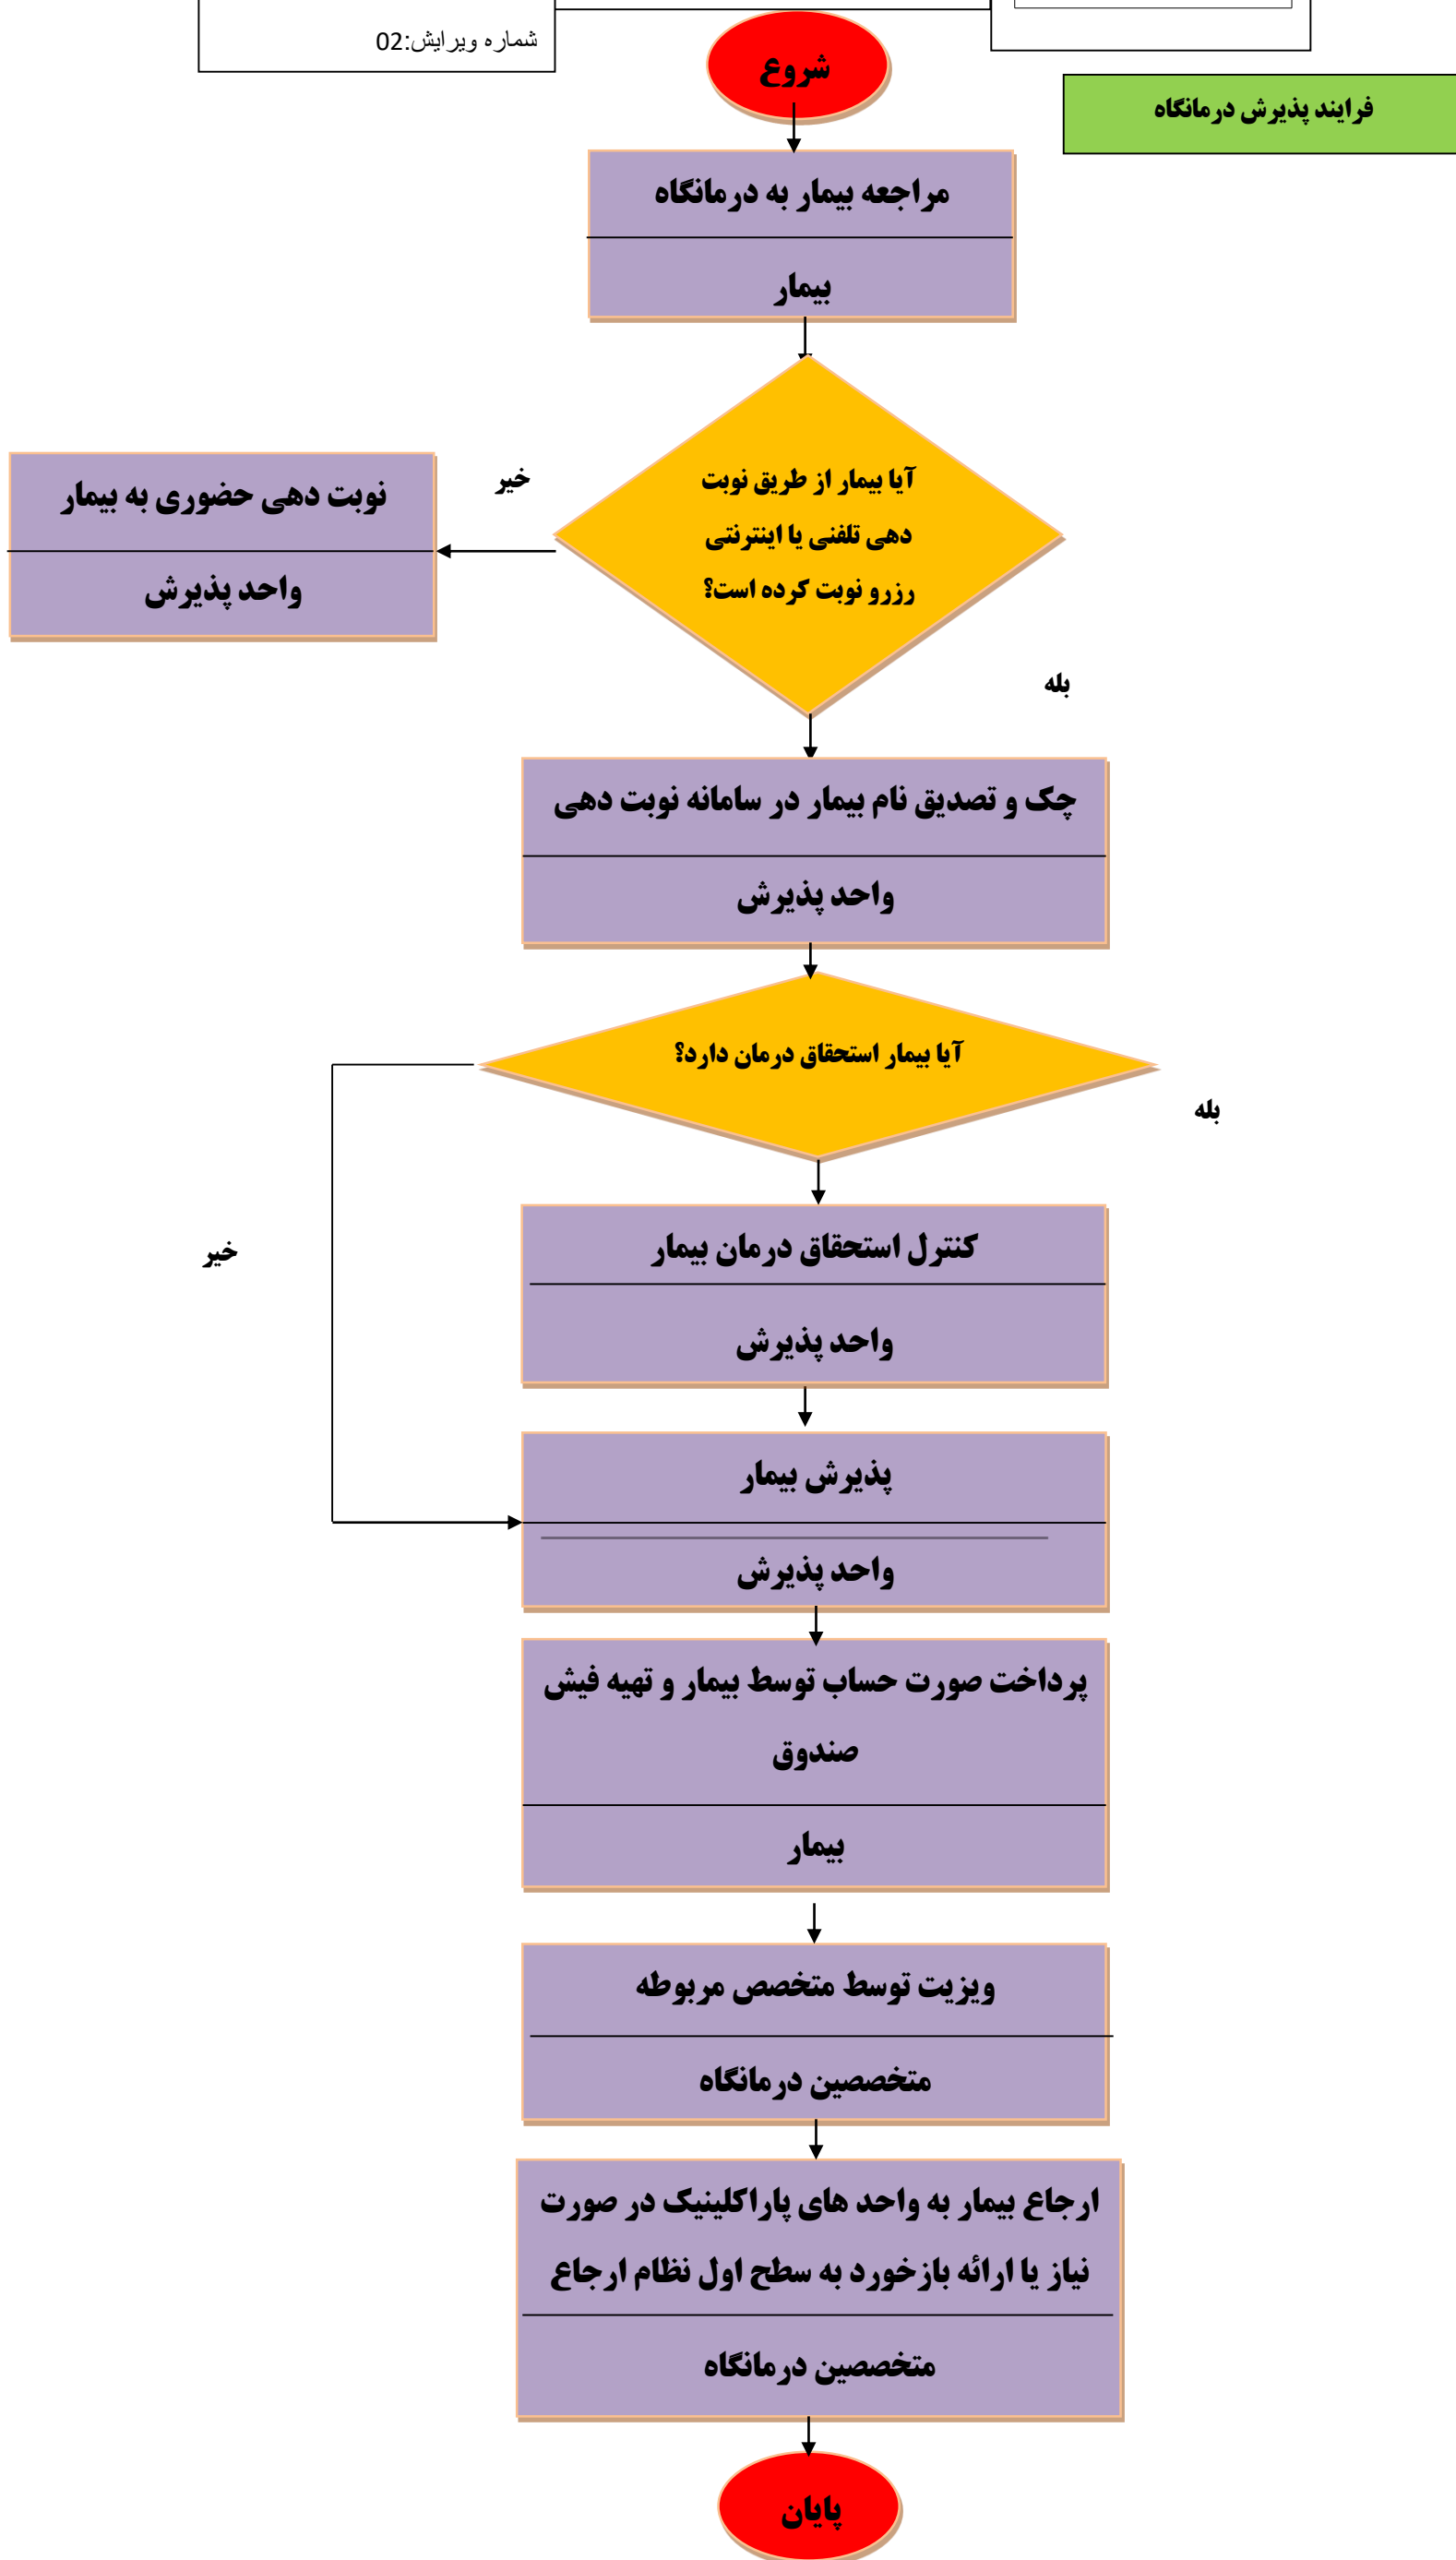 شماره ویرایش:02
شروع
فرایند پذیرش درمانگاه
مراجعه بیمار به درمانگاه
بیمار
آیا بیمار از طریق نوبت
دهی تلفنی یا اینترنتی
رزرو نوبت کرده است؟
خیر
نوبت دهی حضوری به بیمار
واحد پذیرش
بله
چک و تصدیق نام بیمار در سامانه نوبت دهی
واحد پذیرش
آیا بیمار استحقاق درمان دارد؟
بله
خیر
کنترل استحقاق درمان بیمار
واحد پذیرش
پذیرش بیمار
واحد پذیرش
پرداخت صورت حساب توسط بیمار و تهیه فیش
صندوق
بیمار
ویزیت توسط متخصص مربوطه
متخصصین درمانگاه
ارجاع بیمار به واحد های پاراکلینیک در صورت
نیاز یا ارائه بازخورد به سطح اول نظام ارجاع
متخصصین درمانگاه
پایان